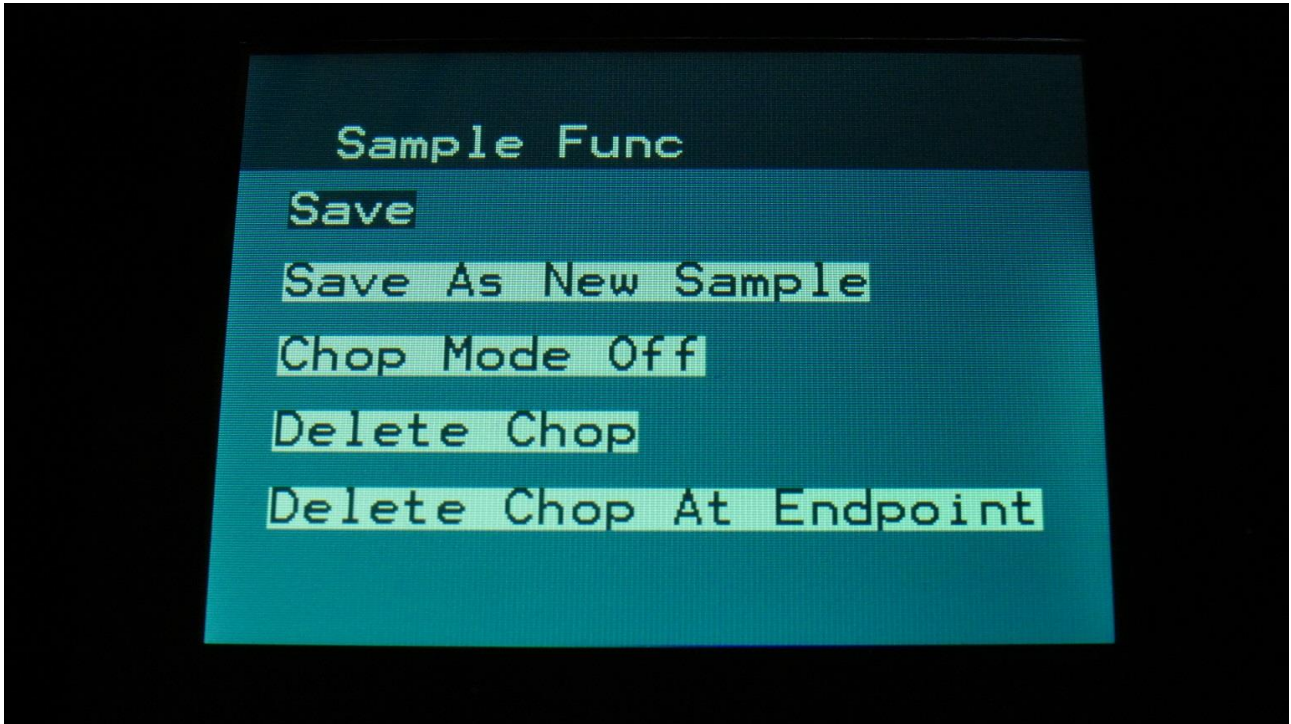 Sample Func
Save
Save As New Sample
Chop Mode Off
Delete Chop
Delete Chop At Endpoint